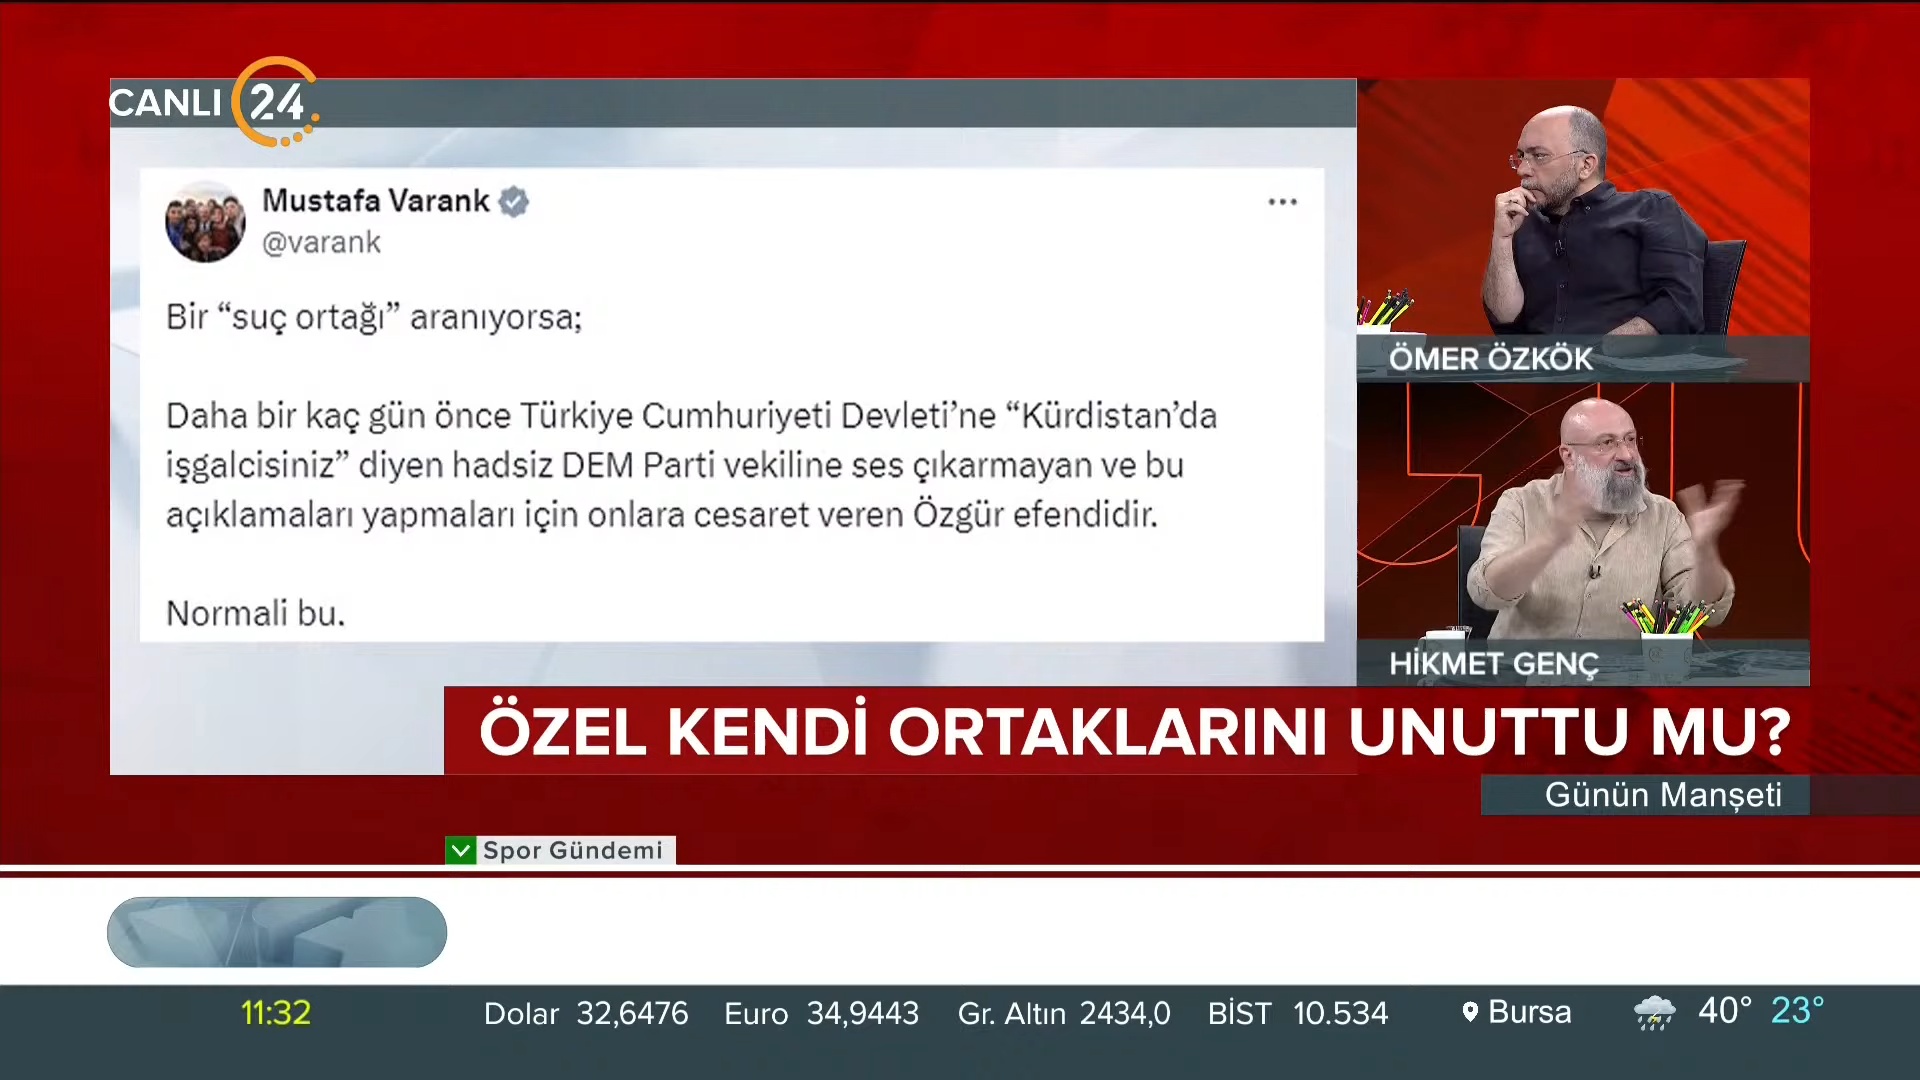 CANLI 24
Mustafa Varank
@varank
Bir “suç ortağı” aranıyorsa;
Daha bir kaç gün önce Türkiye Cumhuriyeti Devleti’ne “Kürdistan’da
işgalcisiniz” diyen hadsiz DEM Parti vekiline ses çıkarmayan ve bu
açıklamaları yapmaları için onlara cesaret veren Özgür efendidir.
Normali bu.
ÖMER ÖZKÖK
HİKMET GENÇ
ÖZEL KENDİ ORTAKLARINI UNUTTU MU?
Günün Manşeti
Spor Gündemi
11:32 Dolar 32,6476 Euro 34,9443 Gr. Altın 2434,0 BİST 10.534 Bursa 40° 23°